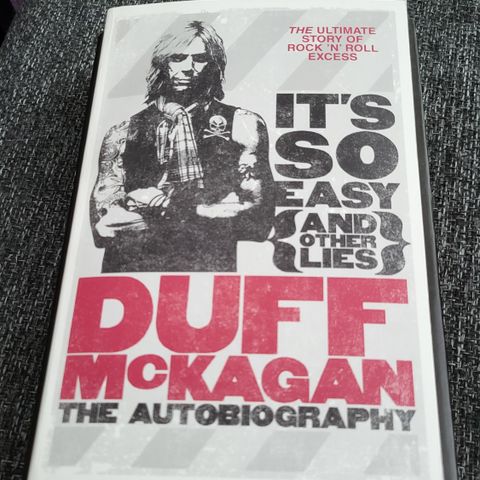 THE ULTIMATE
STORY OF
ROCK 'N' ROLL
EXCESS
IT'S
SO
EASY
{AND
OTHER
LIES}
DUFF
McKAGAN
THE AUTOBIOGRAPHY